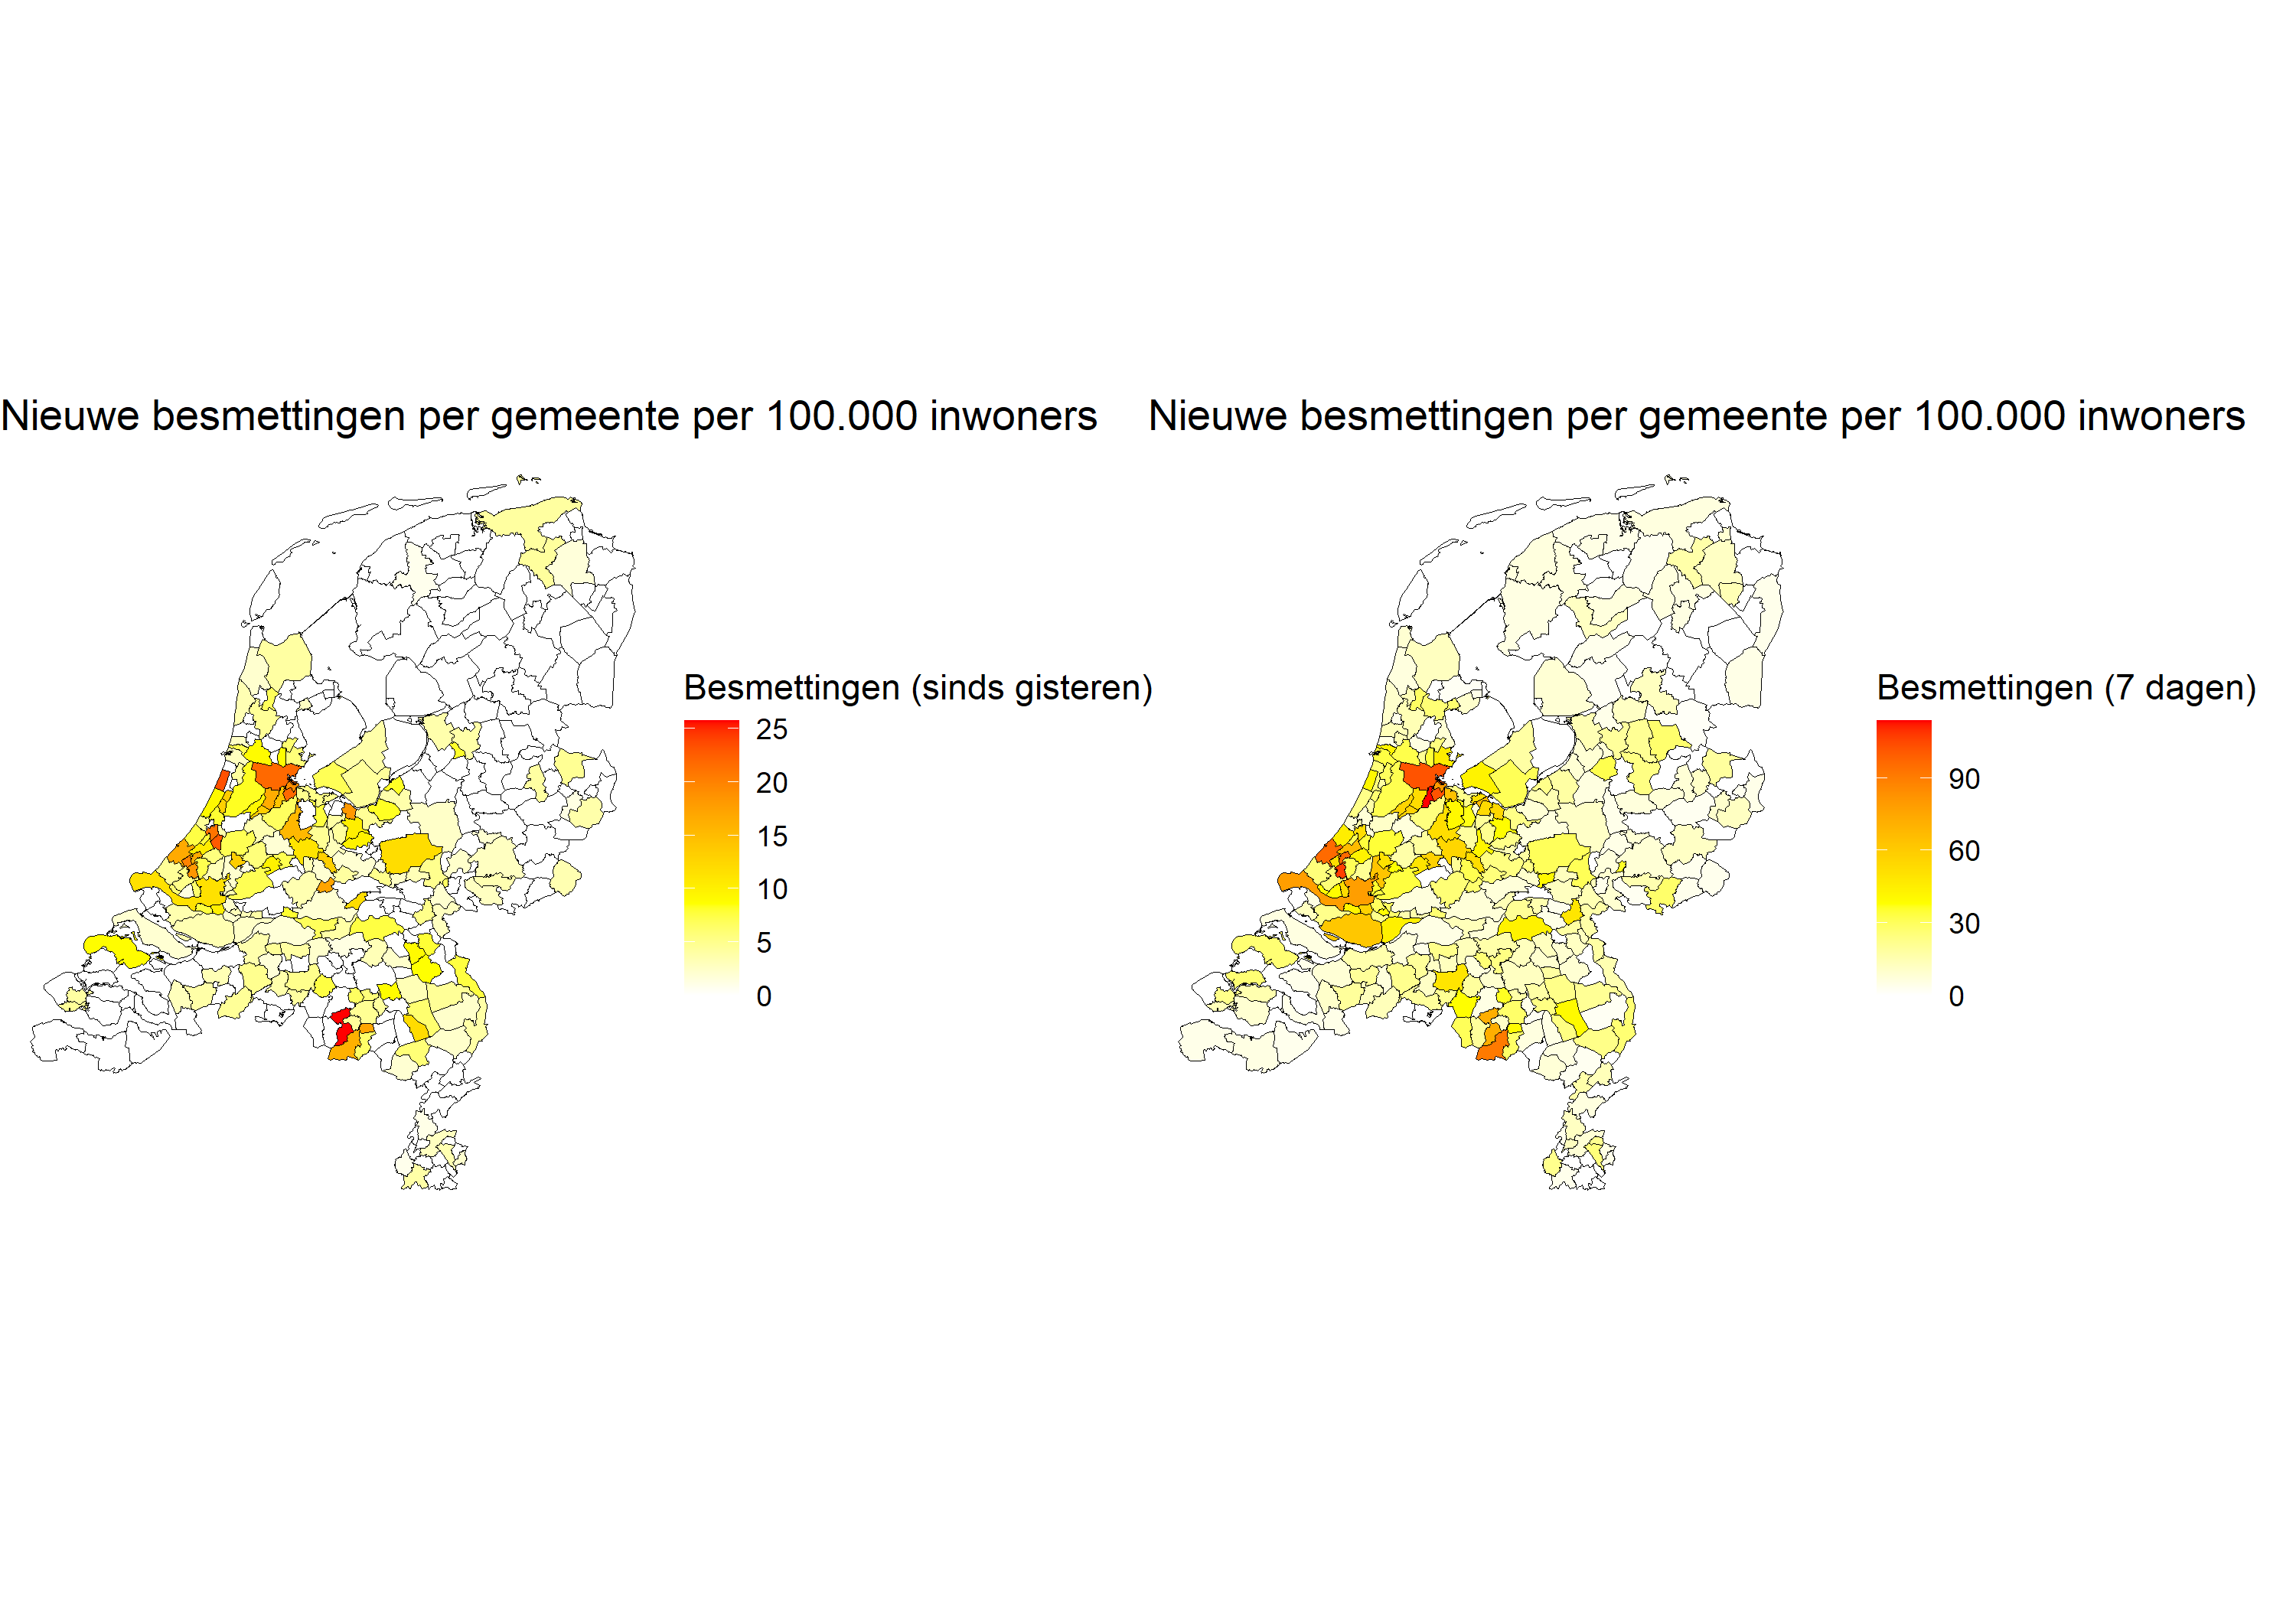 Nieuwe besmettingen per gemeente per 100.000 inwoners
Besmettingen (sinds gisteren)
25
20
15
10
5
0
Nieuwe besmettingen per gemeente per 100.000 inwoners
Besmettingen (7 dagen)
90
60
30
0